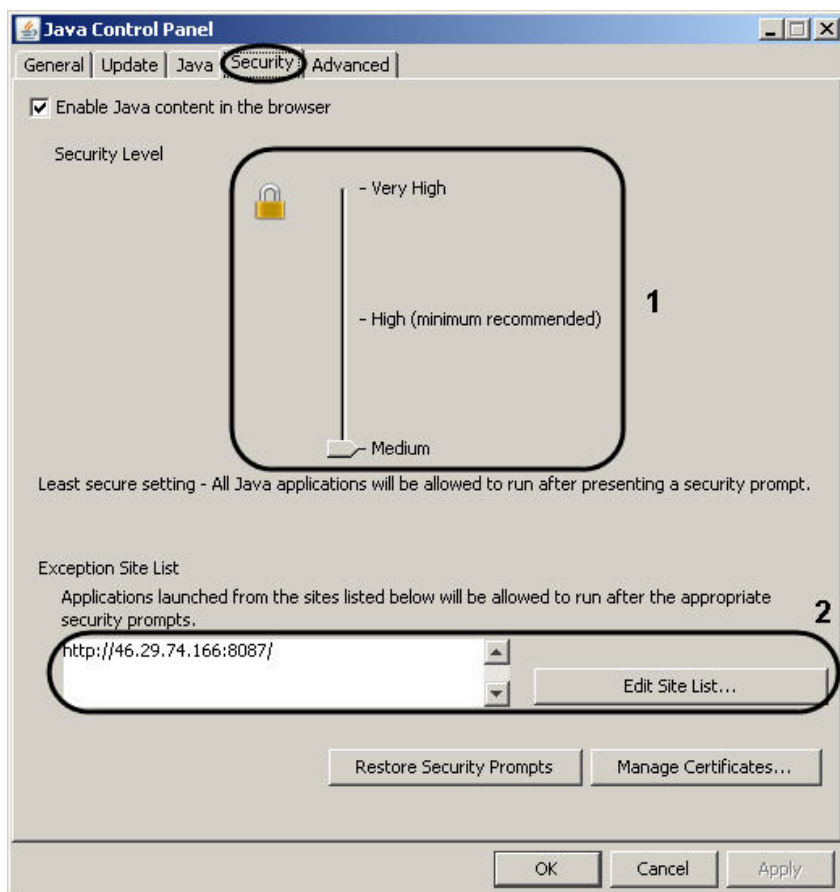 Java Control Panel
General Update Java Security Advanced
Enable Java content in the browser
Security Level
- Very High
- High (minimum recommended)
1
- Medium
Least secure setting - All Java applications will be allowed to run after presenting a security prompt.
Exception Site List
Applications launched from the sites listed below will be allowed to run after the appropriate
security prompts.
2
http://46.29.74.166:8087/
Edit Site List...
Restore Security Prompts
Manage Certificates...
OK
Cancel
Apply